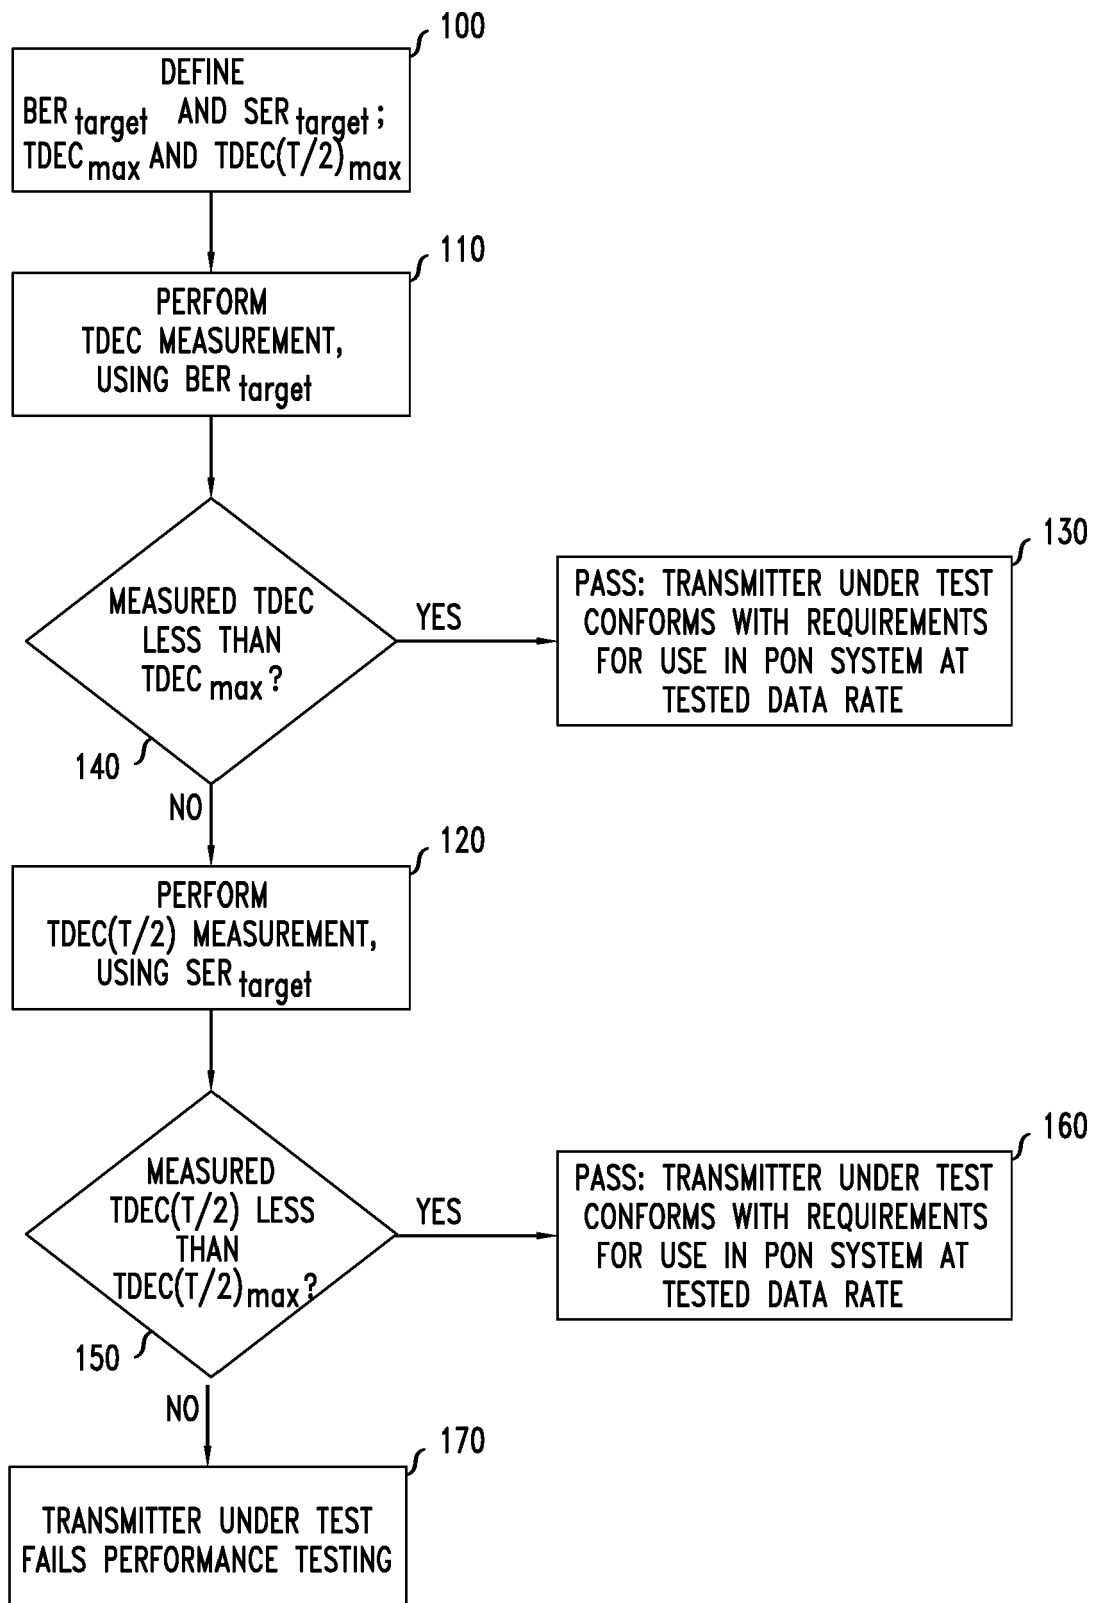 100
DEFINE
BER target AND SER target ;
TDEC max AND TDEC(T/2) max
110
PERFORM
TDEC MEASUREMENT,
USING BER target
MEASURED TDEC
LESS THAN
TDEC max ?
140
YES
130
PASS: TRANSMITTER UNDER TEST
CONFORMS WITH REQUIREMENTS
FOR USE IN PON SYSTEM AT
TESTED DATA RATE
NO
120
PERFORM
TDEC(T/2) MEASUREMENT,
USING SER target
MEASURED
TDEC(T/2) LESS
THAN
TDEC(T/2) max ?
150
YES
160
PASS: TRANSMITTER UNDER TEST
CONFORMS WITH REQUIREMENTS
FOR USE IN PON SYSTEM AT
TESTED DATA RATE
NO
170
TRANSMITTER UNDER TEST
FAILS PERFORMANCE TESTING